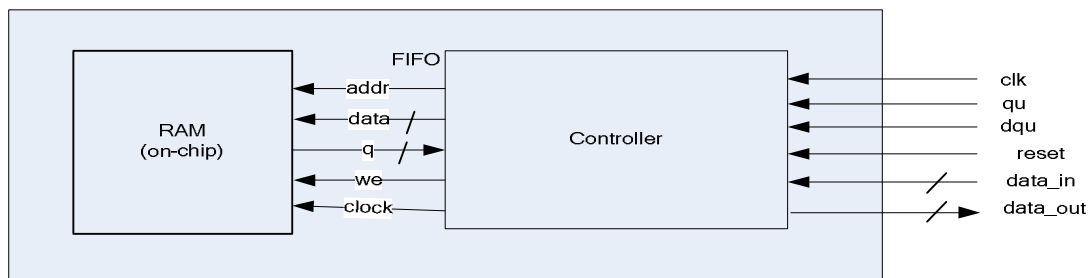 FIFO
RAM
(on-chip)
addr
data
q
we
clock
Controller
clk
qu
dqu
reset
data_in
data_out